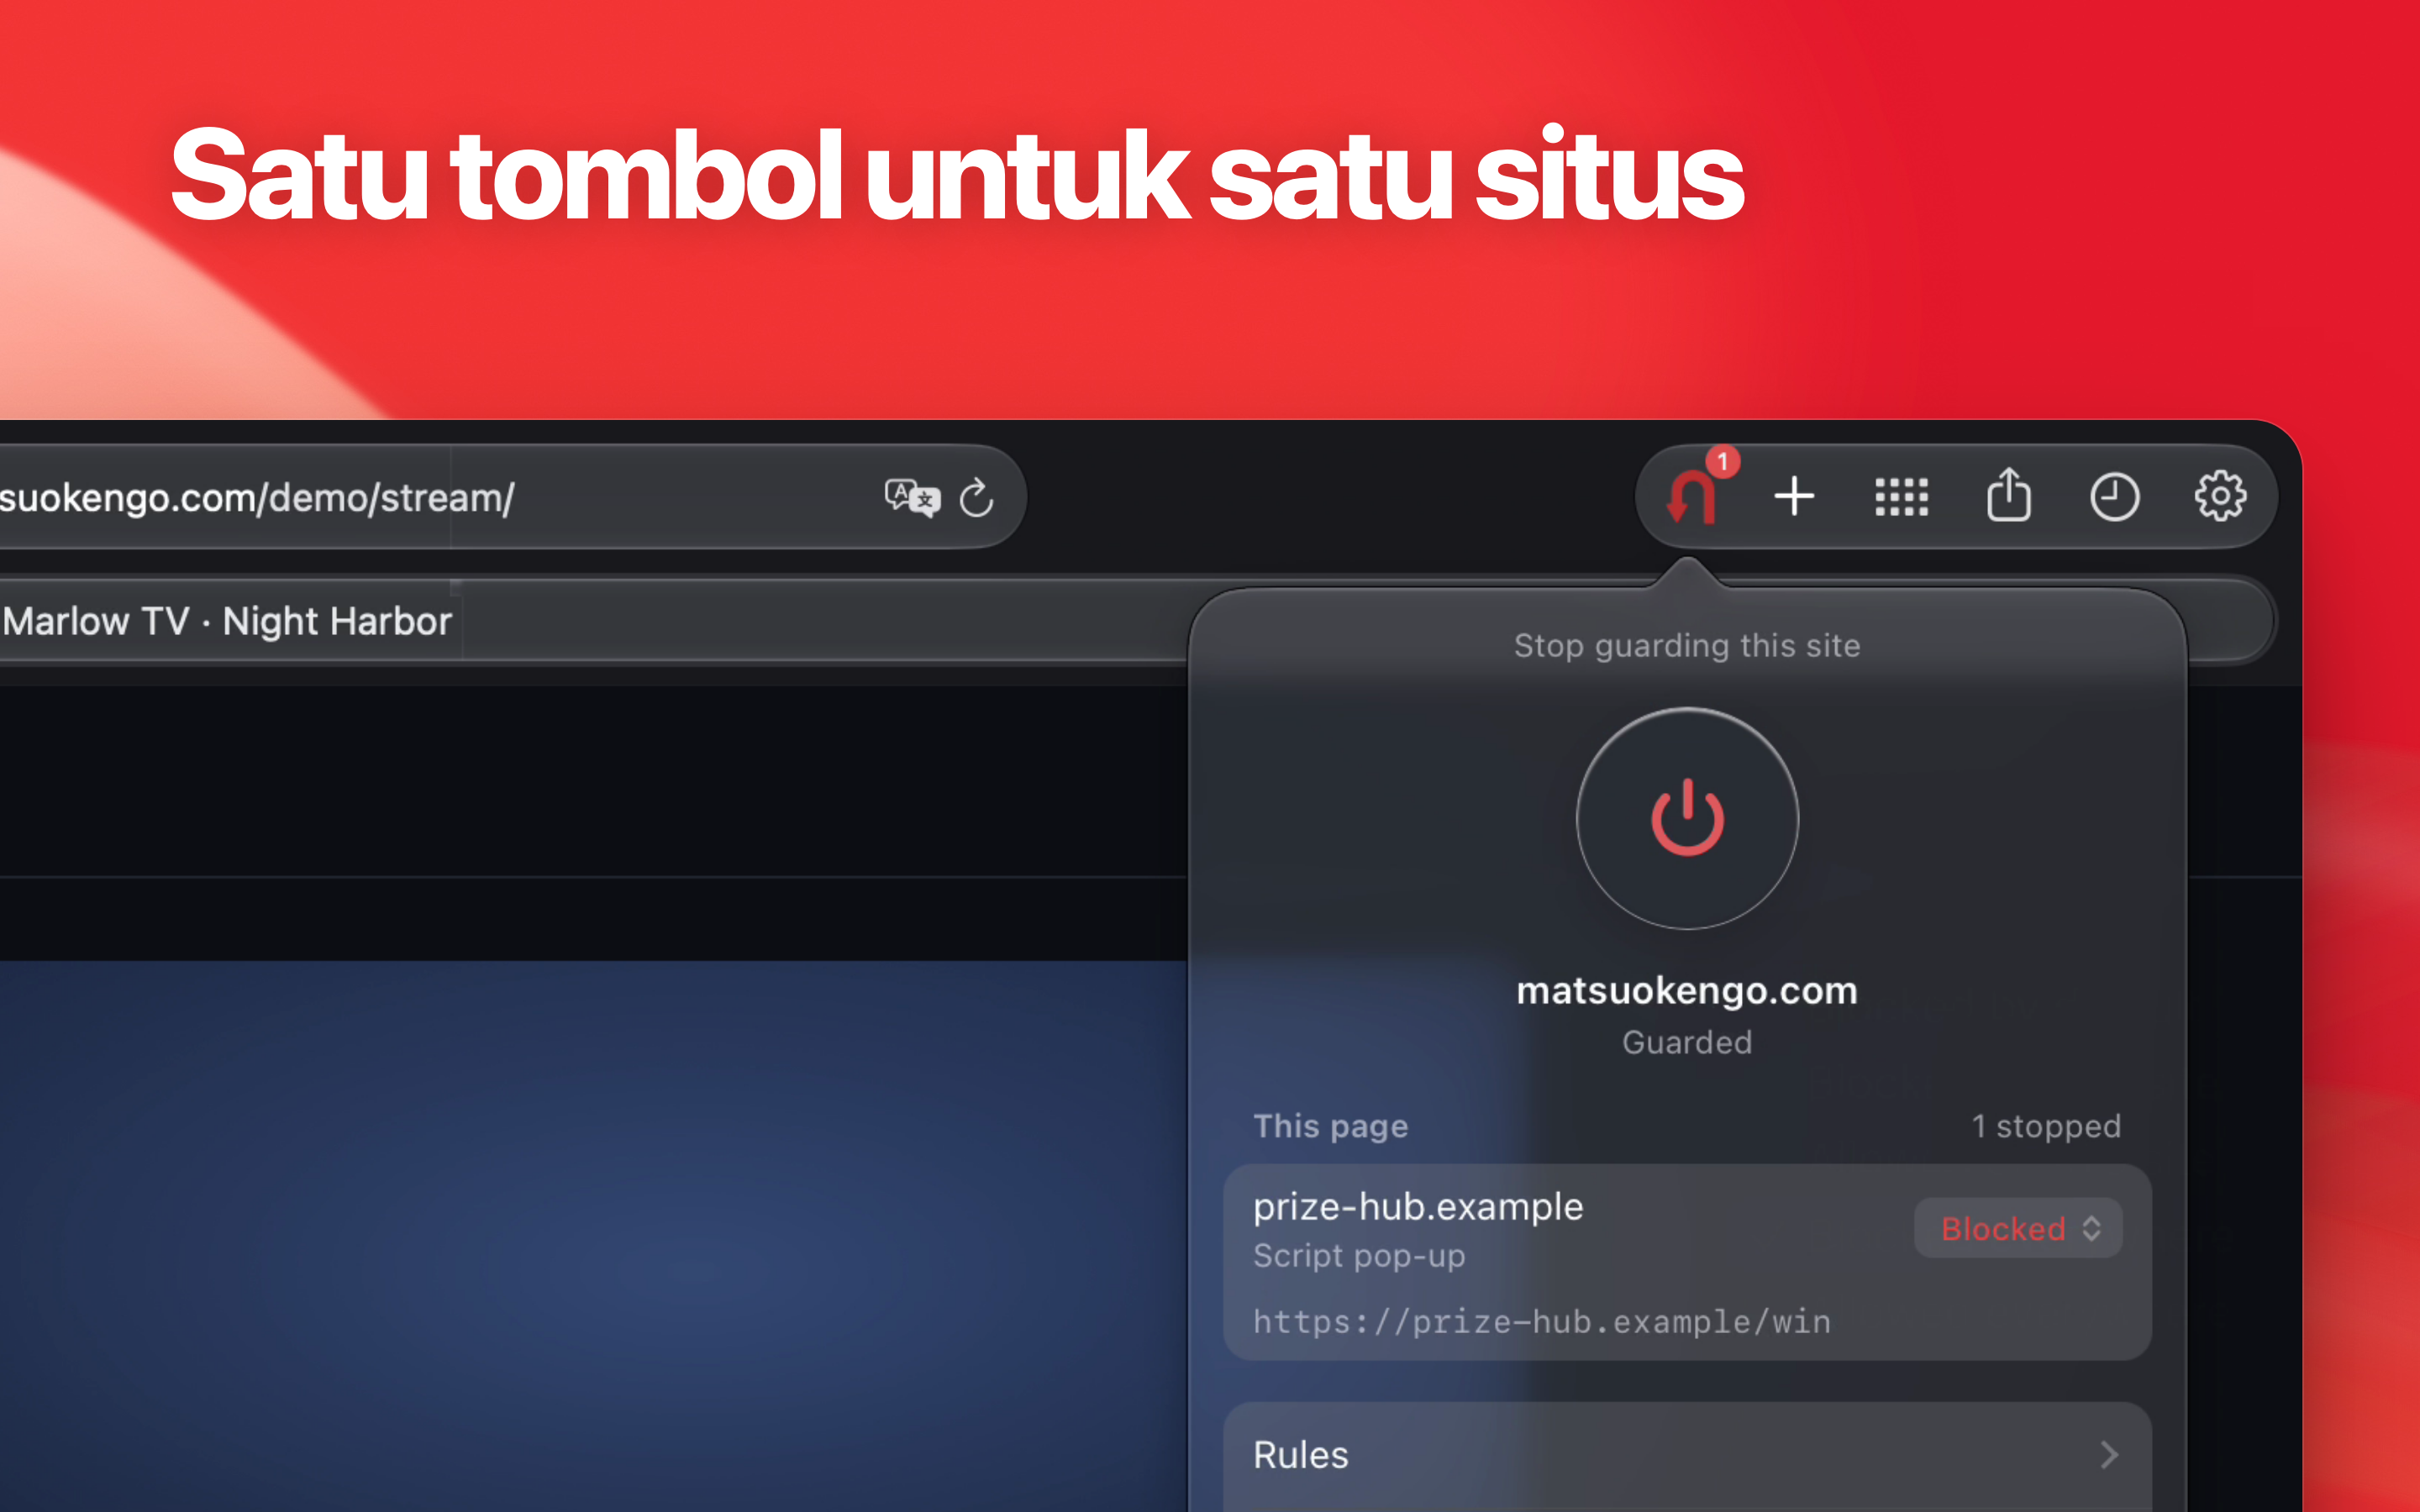 Satu tombol untuk satu situs
suokengo.com/demo/stream/
1
Marlow TV · Night Harbor
Stop guarding this site
matsuokengo.com
Guarded
This page
1 stopped
prize-hub.example
Blocked
Script pop-up
https://prize-hub.example/win
Rules